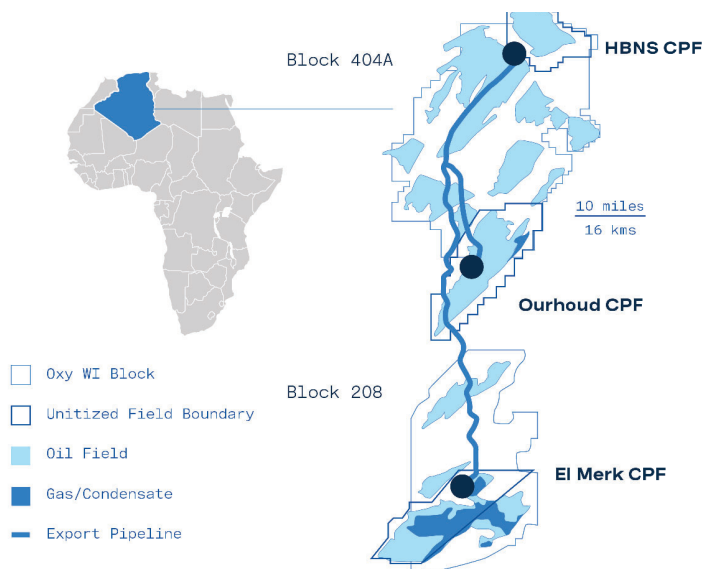 Block 404A
HBNS CPF
10 miles
16 kms
Ourhoud CPF
Block 208
El Merk CPF
Oxy WI Block
Unitized Field Boundary
Oil Field
Gas/Condensate
Export Pipeline